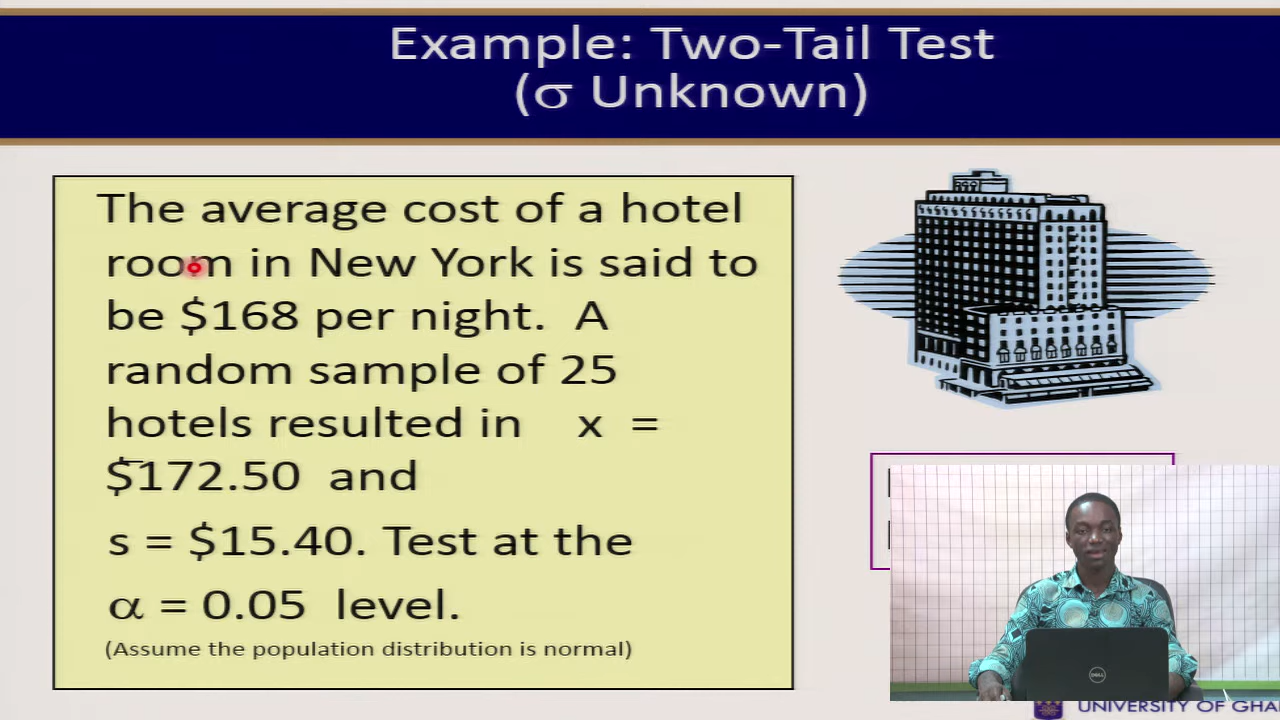 Example: Two-Tail Test
(σ Unknown)
The average cost of a hotel
room in New York is said to
be $168 per night. A
random sample of 25
hotels resulted in x =
$172.50 and
s = $15.40. Test at the
α = 0.05 level.
(Assume the population distribution is normal)
DELL
UNIVERSITY OF GHA